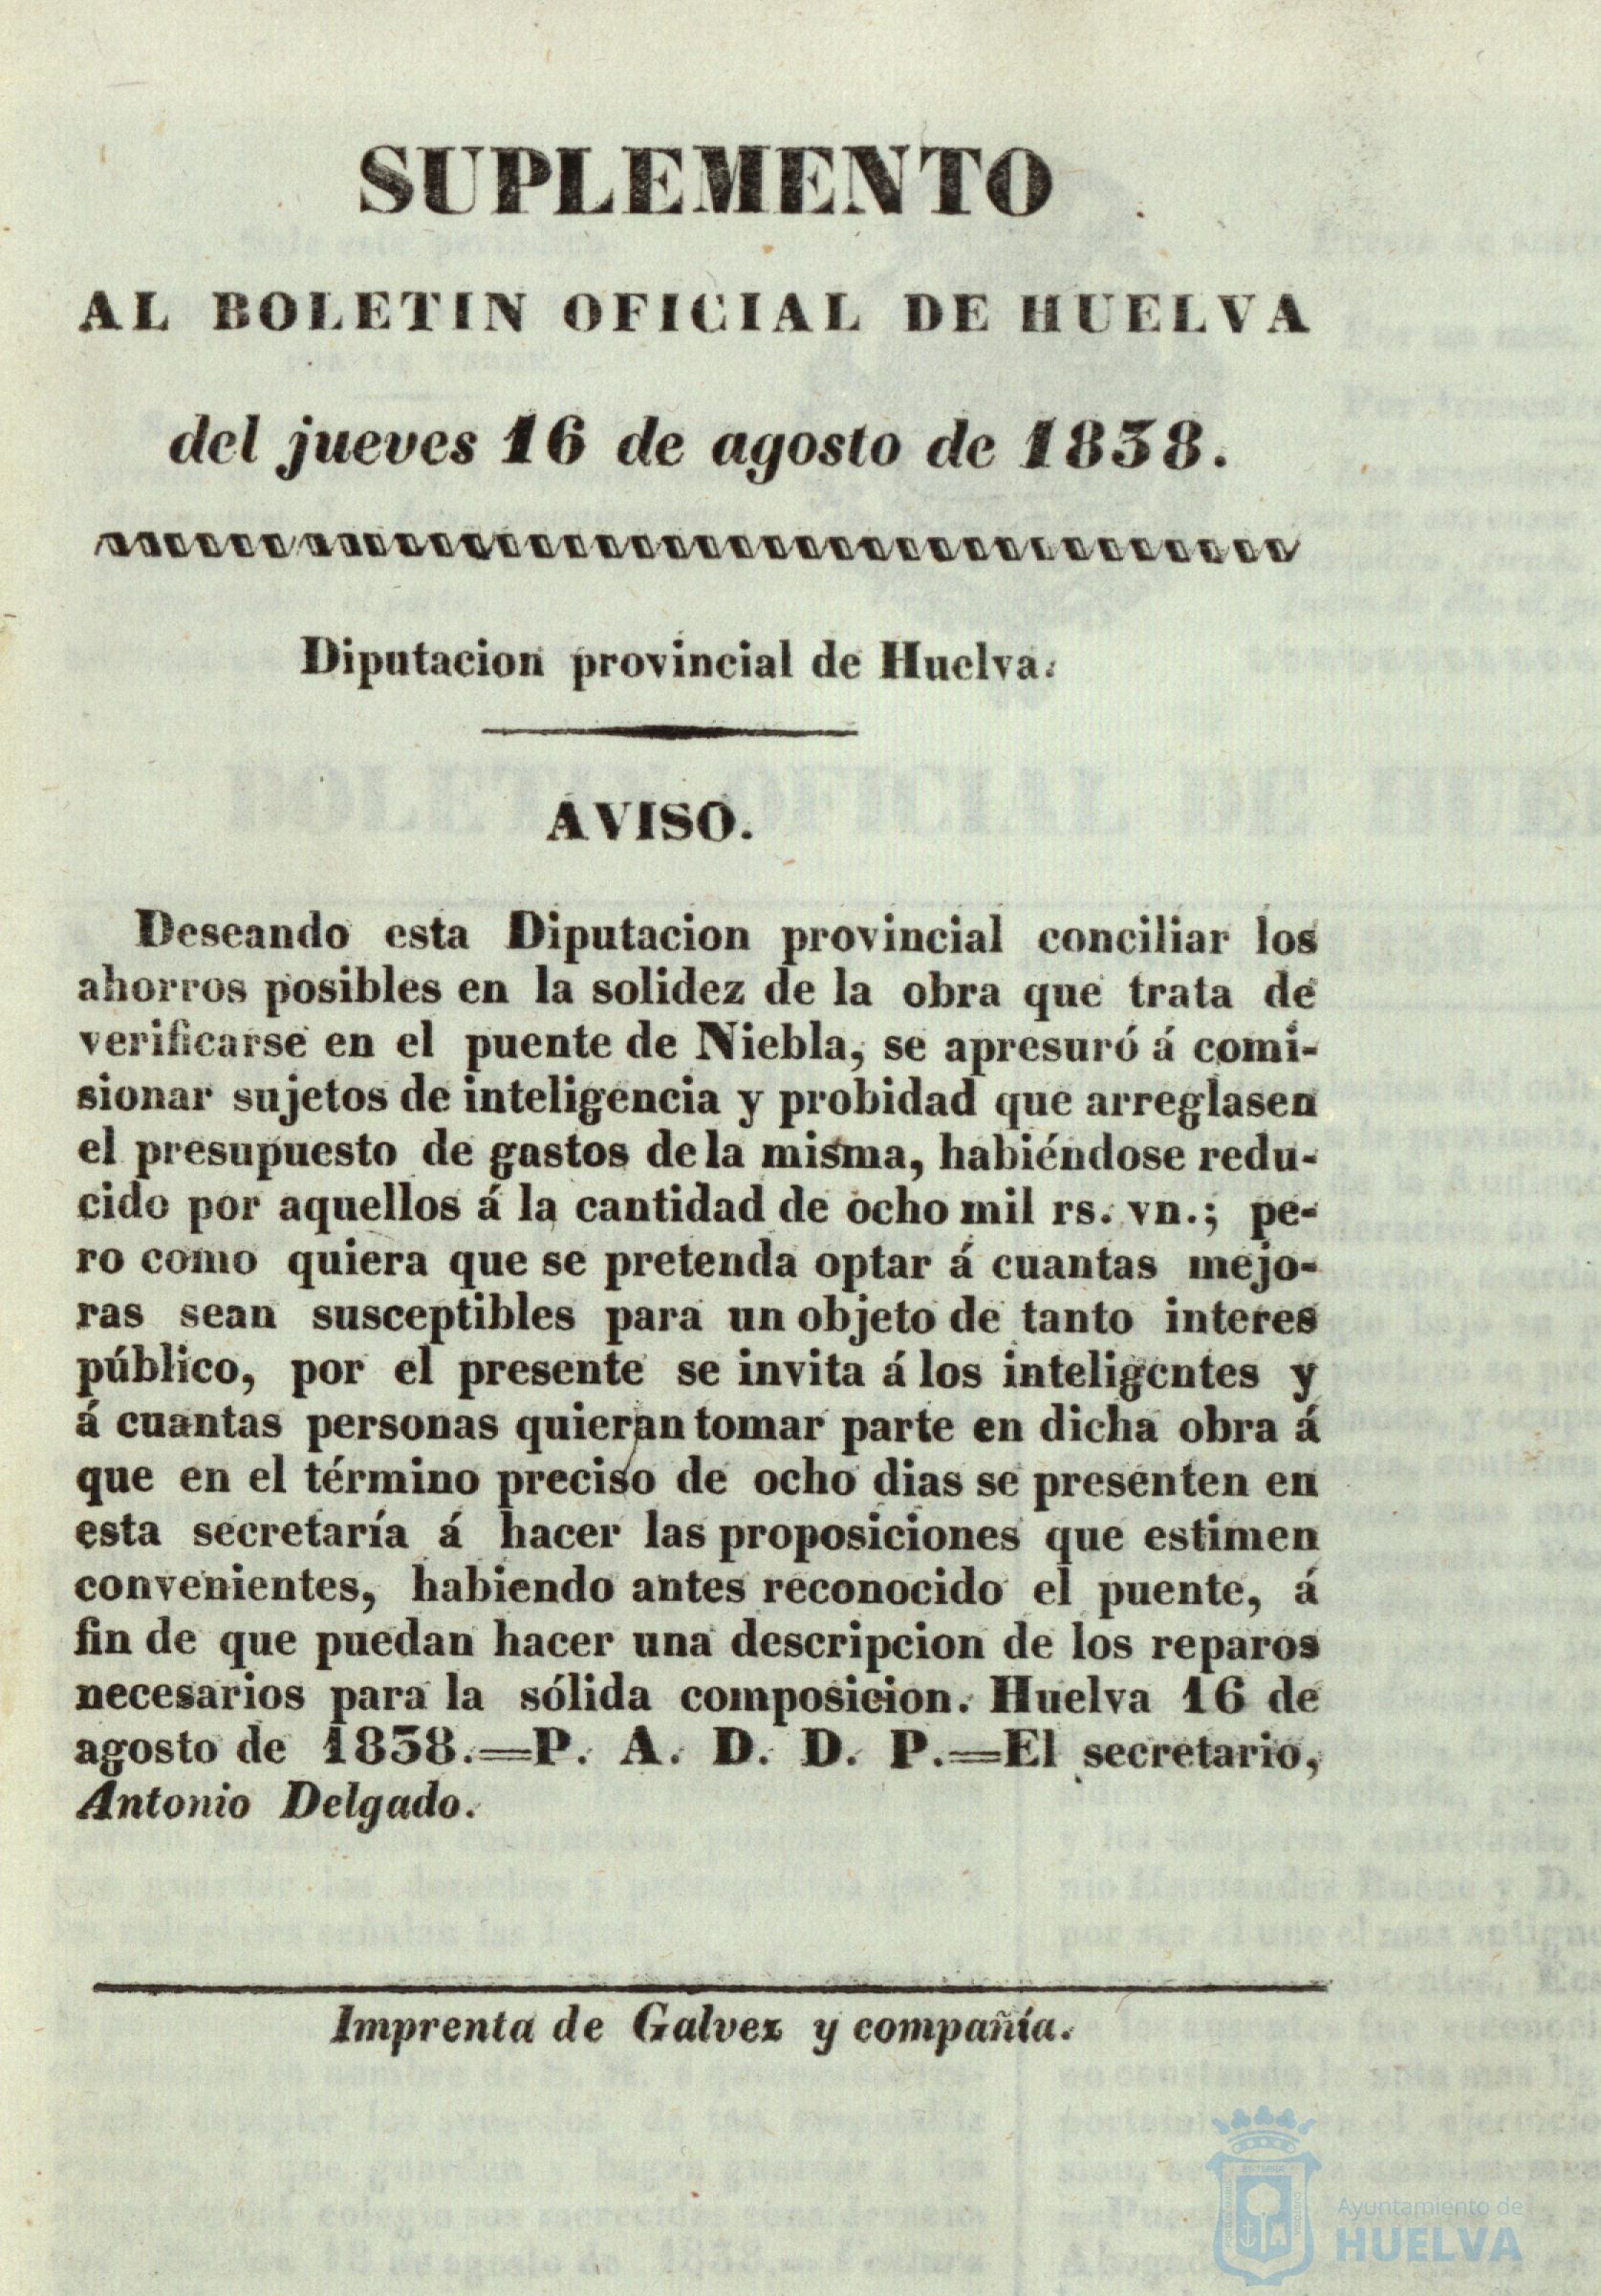 SUPLEMENTO
AL BOLETIN OFICIAL DE HUELVA
del jueves 16 de agosto de 1838.
Diputacion provincial de Huelva.
AVISO.
Deseando esta Diputacion provincial conciliar los
ahorros posibles en la solidez de la obra que trata de
verificarse en el puente de Niebla, se apresuró á comi-
sionar sujetos de inteligencia y probidad que arreglasen
el presupuesto de gastos de la misma, habiéndose redu-
cido por aquellos á la cantidad de ocho mil rs. vn.; pe-
ro como quiera que se pretenda optar á cuantas mejo-
ras sean susceptibles para un objeto de tanto interes
público, por el presente se invita á los inteligentes y
á cuantas personas quieran tomar parte en dicha obra á
que en el término preciso de ocho dias se presenten en
esta secretaría á hacer las proposiciones que estimen
convenientes, habiendo antes reconocido el puente, á
fin de que puedan hacer una descripcion de los reparos
necesarios para la sólida composicion. Huelva 16 de
agosto de 1838.=P. A. D. D. P.=El secretario,
Antonio Delgado.
Imprenta de Galvez y compañía.
Ayuntamiento de
HUELVA